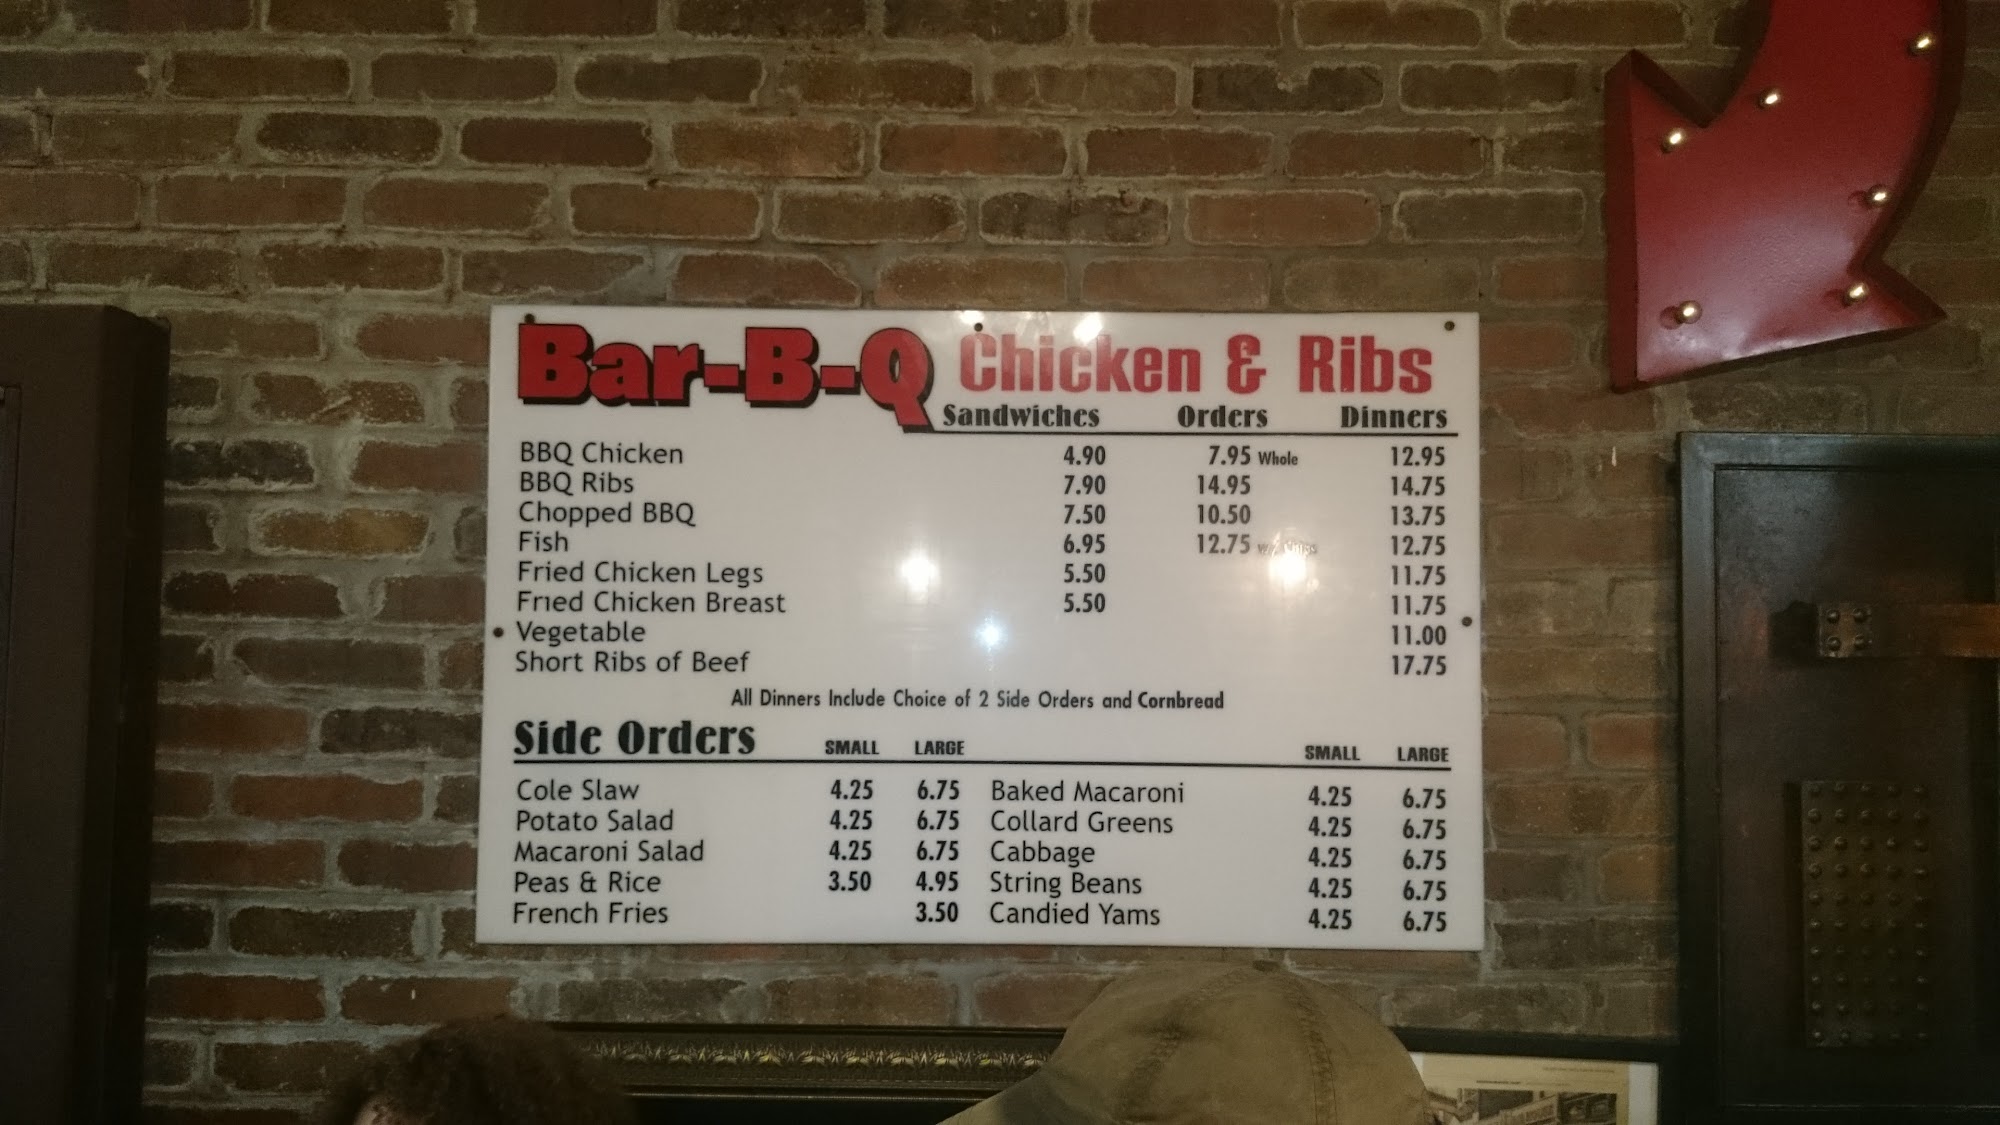 Bar-B-Q Chicken & Ribs
Sandwiches Orders Dinners
BBQ Chicken 4.90 7.95 Whole 12.95
BBQ Ribs 7.90 14.95 14.75
Chopped BBQ 7.50 10.50 13.75
Fish 6.95 12.75 12.75
Fried Chicken Legs 5.50 11.75
Fried Chicken Breast 5.50 11.75
Vegetable 11.00
Short Ribs of Beef 17.75
All Dinners Include Choice of 2 Side Orders and Cornbread
Side Orders SMALL LARGE SMALL LARGE
Cole Slaw 4.25 6.75 Baked Macaroni 4.25 6.75
Potato Salad 4.25 6.75 Collard Greens 4.25 6.75
Macaroni Salad 4.25 6.75 Cabbage 4.25 6.75
Peas & Rice 3.50 4.95 String Beans 4.25 6.75
French Fries 3.50 Candied Yams 4.25 6.75